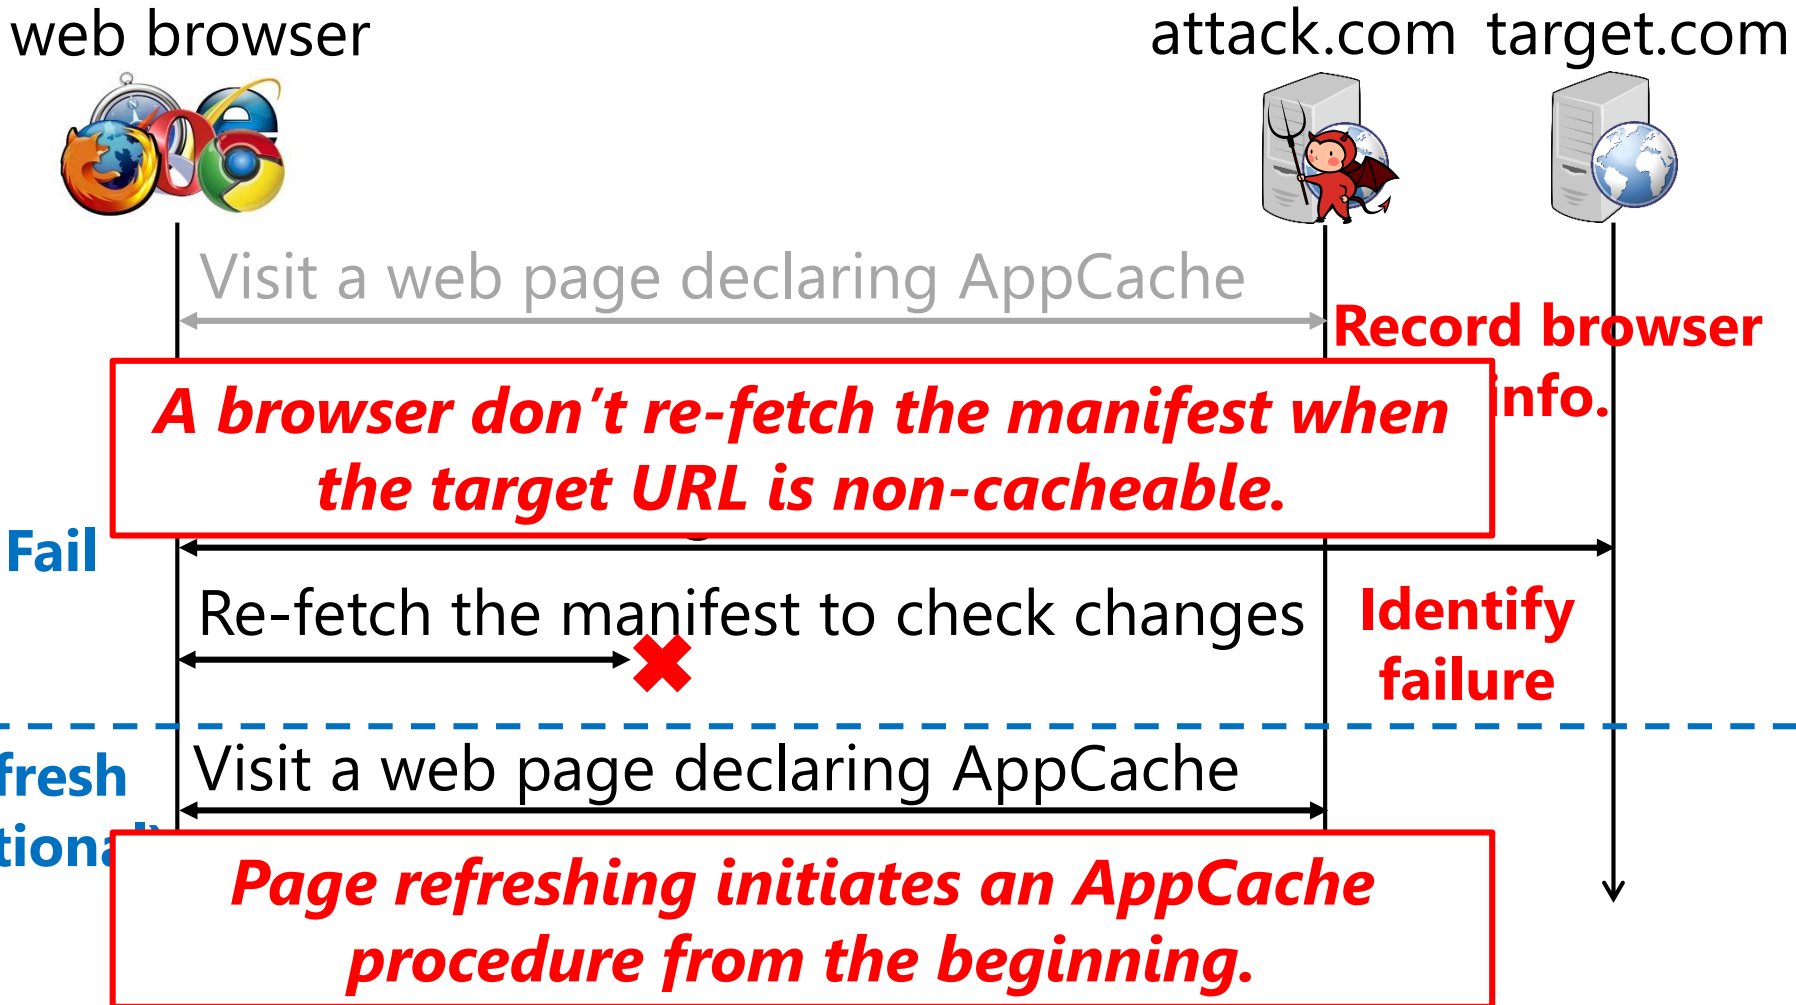 web browser
attack.com target.com
Visit a web page declaring AppCache
Record browser
info.
A browser don't re-fetch the manifest when
the target URL is non-cacheable.
Fail
Re-fetch the manifest to check changes
Identify
failure
fresh
Visit a web page declaring AppCache
tional)
Page refreshing initiates an AppCache
procedure from the beginning.